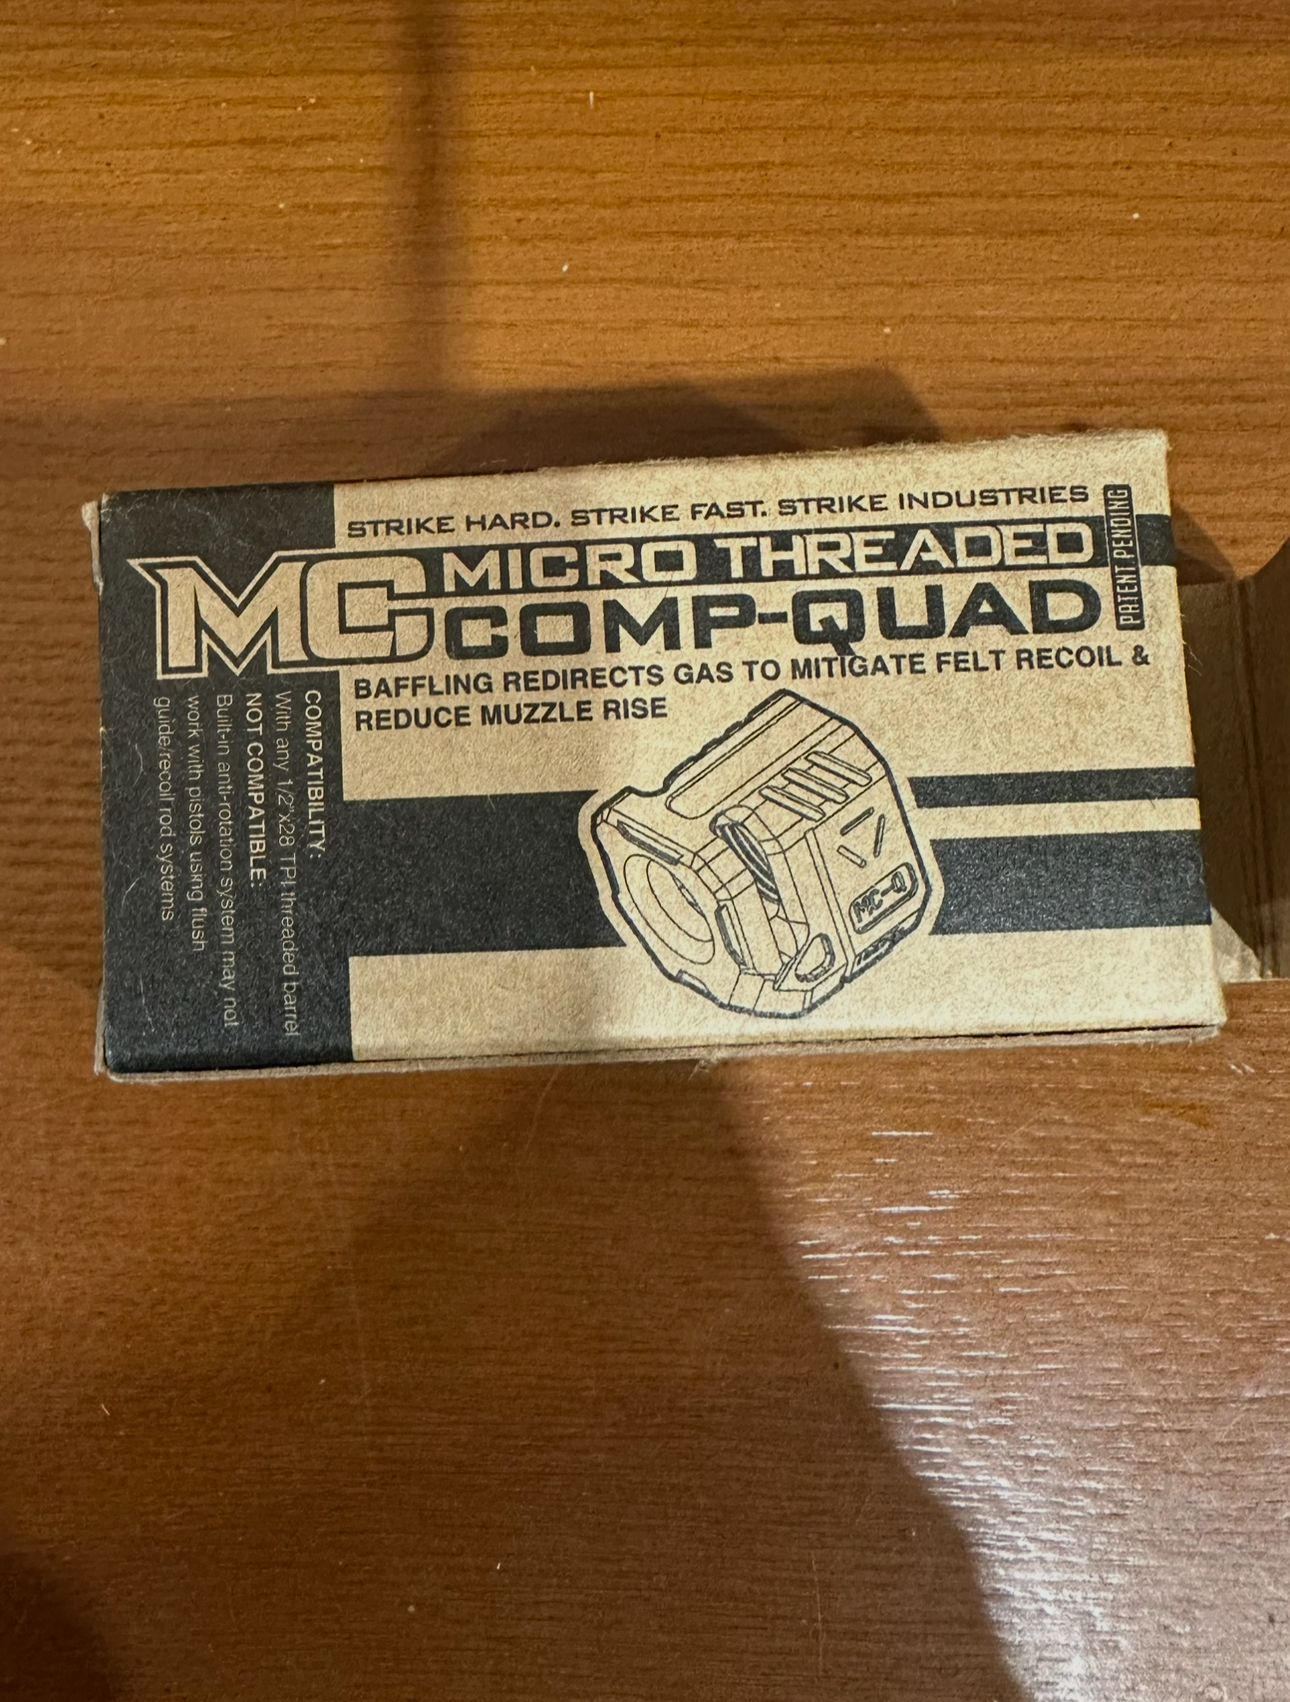 STRIKE HARD. STRIKE FAST. STRIKE INDUSTRIES
MC
MICRO THREADED
COMP-QUAD
PATENT PENDING
BAFFLING REDIRECTS GAS TO MITIGATE FELT RECOIL &
REDUCE MUZZLE RISE
COMPATIBILITY:
With any 1/2"x28 TPI threaded barrel
NOT COMPATIBLE:
Built-in anti-rotation system may not
work with pistols using flush
guide/recoil rod systems
MC-Q